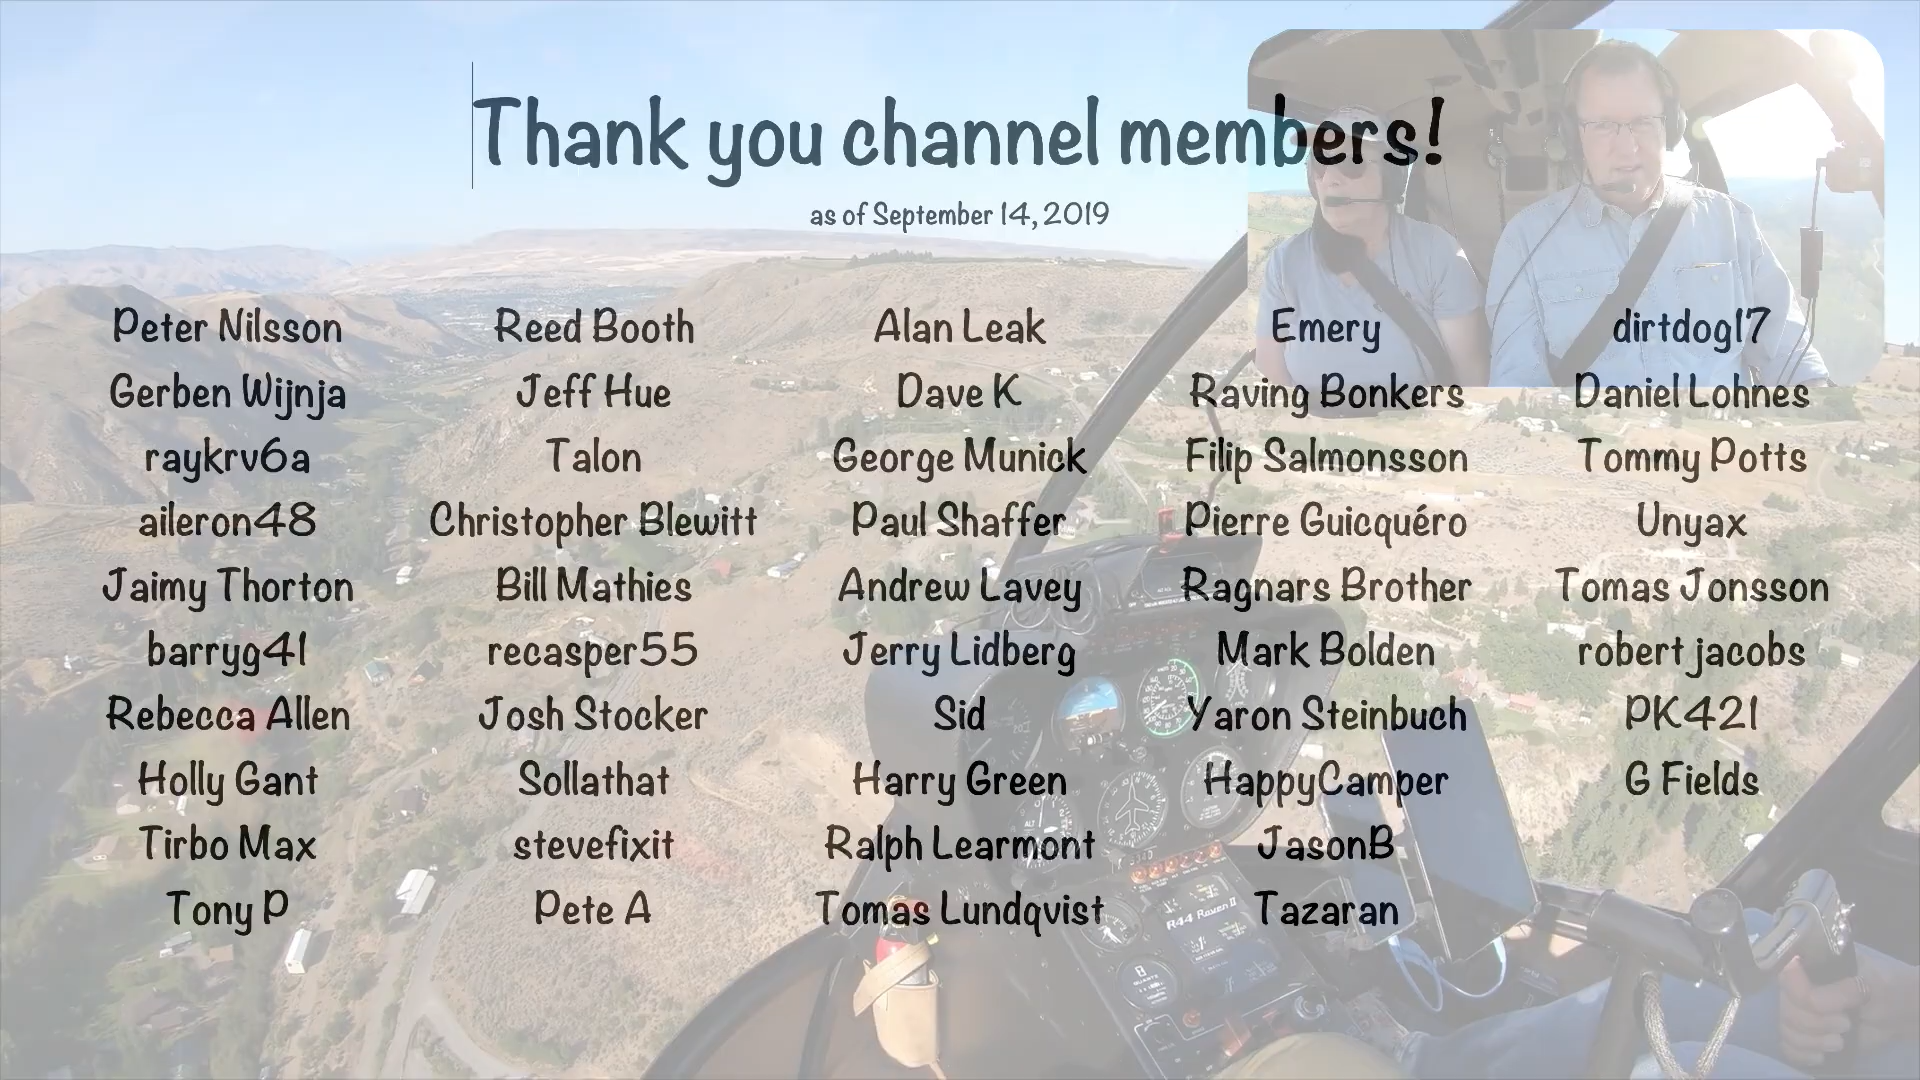 Thank you channel members!
as of September 14, 2019
Peter Nilsson Reed Booth Alan Leak Emery dirtdog17
Gerben Wijnja Jeff Hue Dave K Raving Bonkers Daniel Lohnes
raykrv6a Talon George Munick Filip Salmonsson Tommy Potts
aileron48 Christopher Blewitt Paul Shaffer Pierre Guicquéro Unyax
Jaimy Thorton Bill Mathies Andrew Lavey Ragnars Brother Tomas Jonsson
barryg41 recasper55 Jerry Lidberg Mark Bolden robert jacobs
Rebecca Allen Josh Stocker Sid Yaron Steinbuch PK421
Holly Gant Sollathat Harry Green HappyCamper G Fields
Tirbo Max stevefixit Ralph Learmont JasonB
Tony P Pete A Tomas Lundqvist Tazaran
R44 Raven II